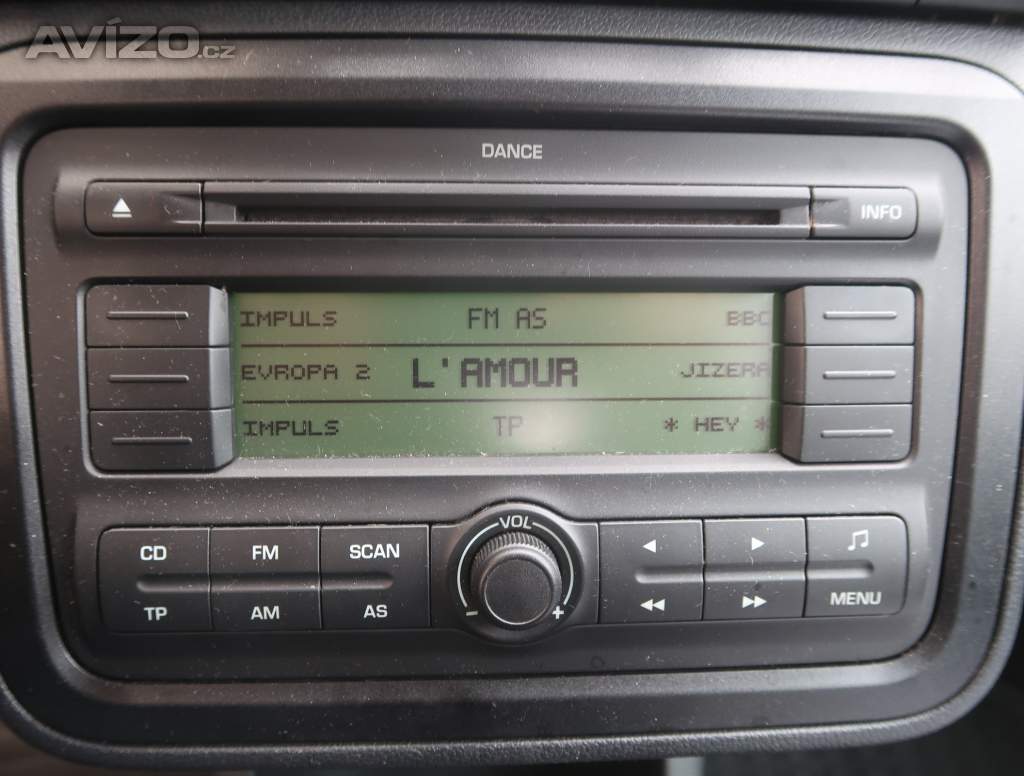 AVÍZO.cz
DANCE
INFO
IMPULS FM AS BBC
EVROPA 2 L'AMOUR JIZERA
IMPULS TP * HEY *
VOL
CD FM SCAN
TP AM AS
- +
MENU